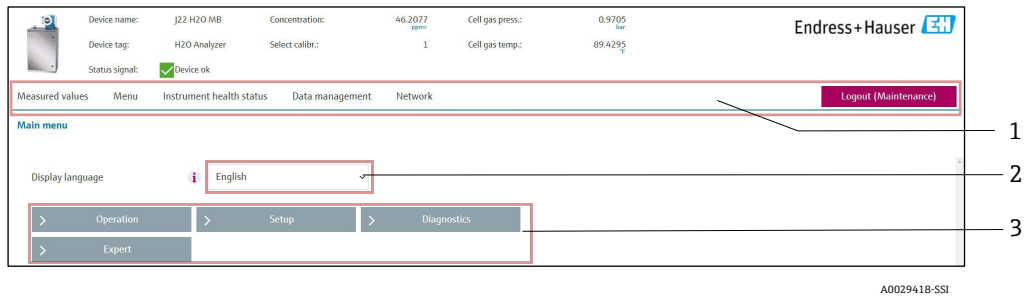 Device name: J22 H2O MB Concentration: 46.2077 ppmv Cell gas press.: 0.9705 bar
Endress+Hauser EH
Device tag: H2O Analyzer Select calibr.: 1 Cell gas temp.: 89.4295 °F
Status signal: Device ok
Measured values Menu Instrument health status Data management Network Logout (Maintenance)
Main menu
1
Display language i English
2
Operation Setup Diagnostics
3
Expert
A0029418-SSI